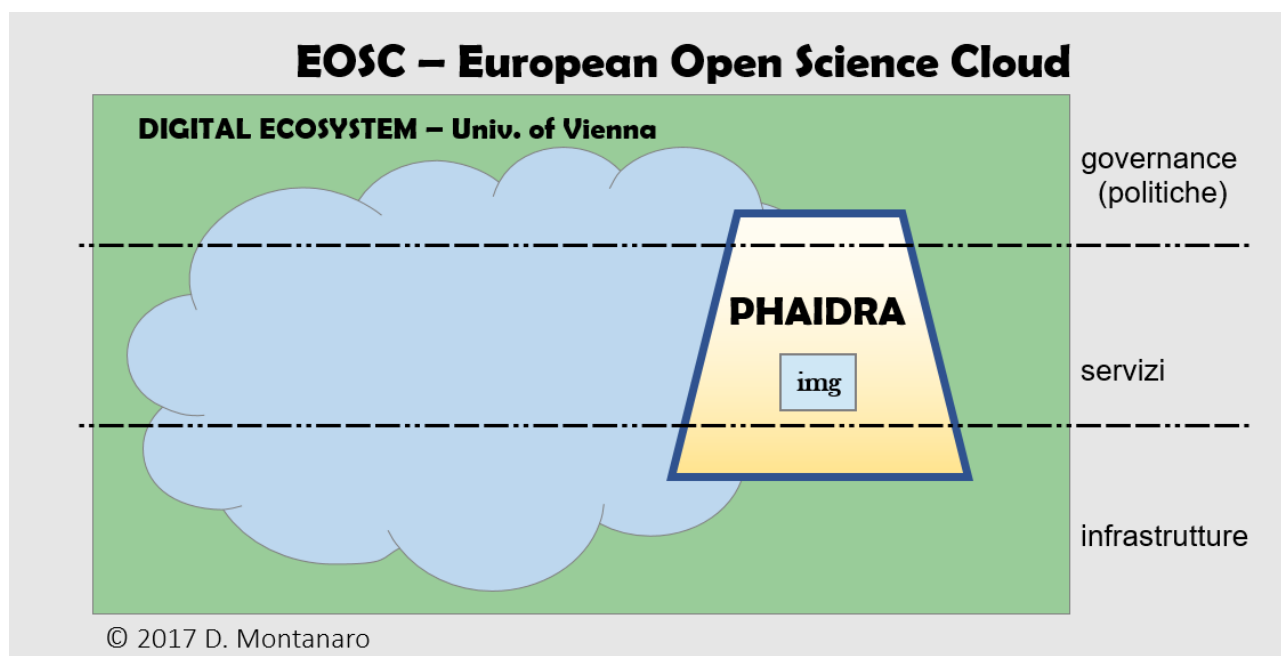 EOSC – European Open Science Cloud
DIGITAL ECOSYSTEM – Univ. of Vienna
governance
(politiche)
PHAIDRA
img
servizi
infrastrutture
© 2017 D. Montanaro